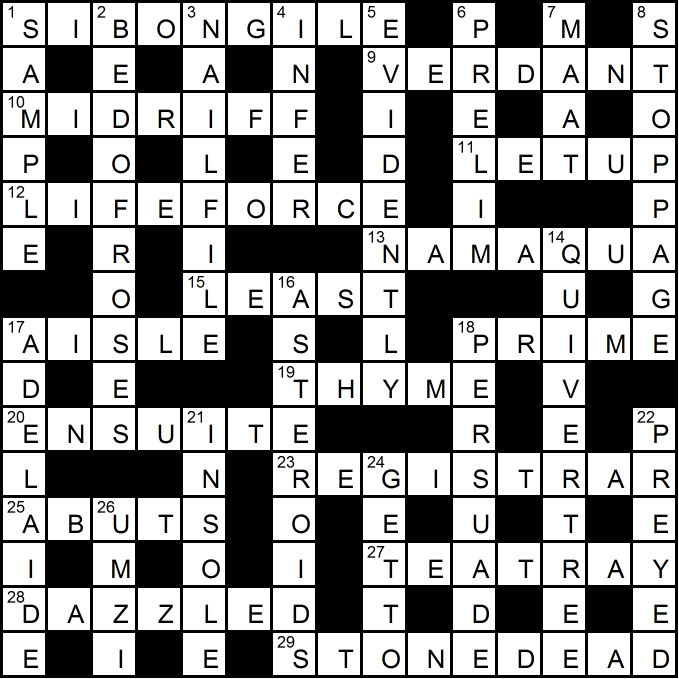 1 S I 2 B O 3 N G 4 I L 5 E 6 P 7 M 8 S
A E A N 9 V E R D A N T
10 M I D R I F F I E A O
P O L E D 11 L E T U P
12 L I F E F O R C E I P
E R I 13 N A M A 14 Q U A
O 15 L E 16 A S T U G
17 A I S L E S L 18 P R I M E
D E 19 T H Y M E V
20 E N S U 21 I T E R E 22 P
L N 23 R E 24 G I S T R A R
25 A B 26 U T S O E U T E
I M O I 27 T E A T R A Y
28 D A Z Z L E D T D E E
E I E 29 S T O N E D E A D